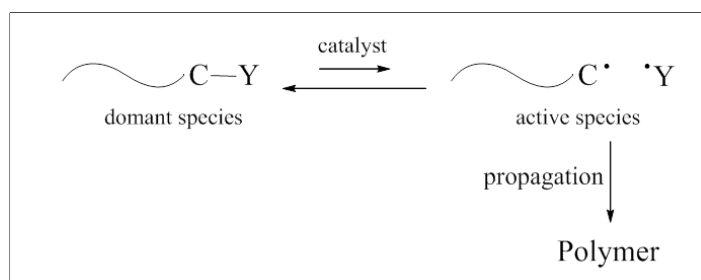 catalyst
C—Y
C• •Y
domant species
active species
propagation
Polymer